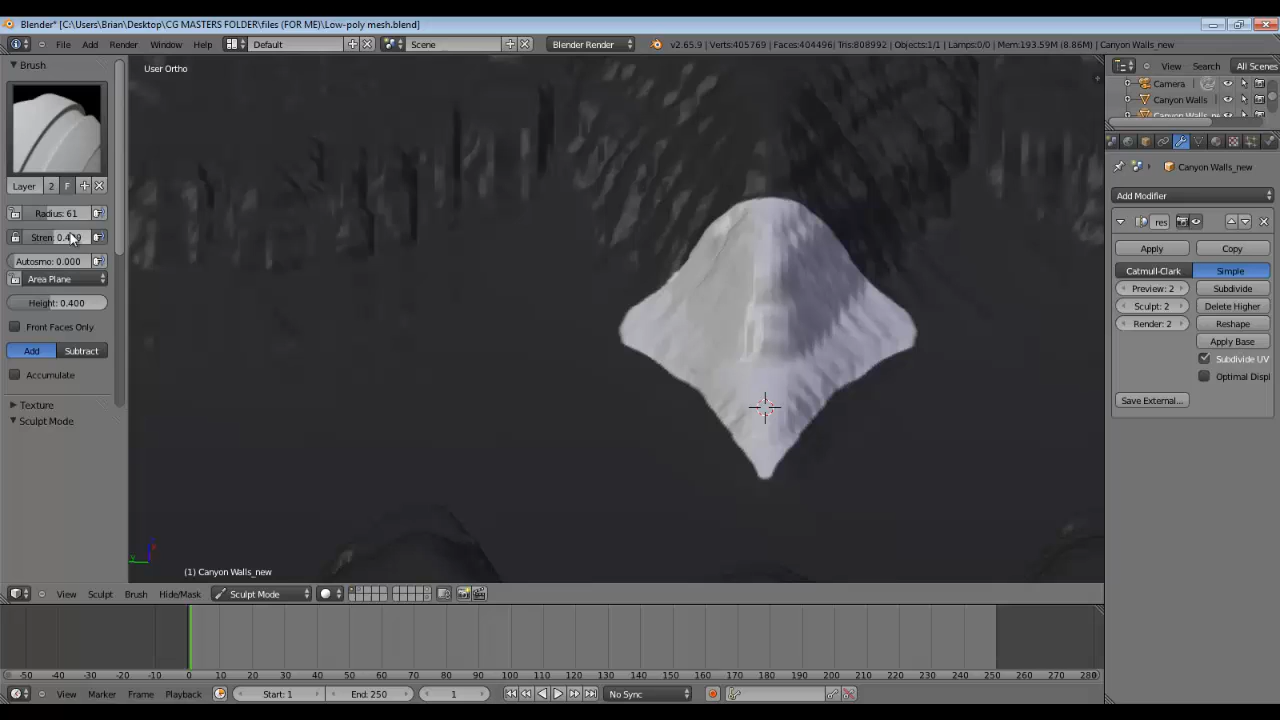 Blender* [C:\Users\Brian\Desktop\CG MASTERS FOLDER\files (FOR ME)\Low-poly mesh.blend]
File Add Render Window Help Default Scene Blender Render v2.65.9 | Verts:405769 | Faces:404496| Tris:808992 | Objects:1/1 | Lamps:0/0 | Mem:193.59M (8.86M) | Canyon Walls_new
Brush
User Ortho
View Search All Scenes
Camera
Canyon Walls
Canyon Walls_new
Layer 2 F
Radius: 61
Autosmo: 0.000
Area Plane
Height: 0.400
Front Faces Only
Add Subtract
Accumulate
Texture
Sculpt Mode
Canyon Walls_new
Add Modifier
res
Apply Copy
Catmull-Clark Simple
Preview: 2 Subdivide
Sculpt: 2 Delete Higher
Render: 2 Reshape
Apply Base
Subdivide UV
Optimal Displ
Save External...
(1) Canyon Walls_new
View Sculpt Brush Hide/Mask Sculpt Mode
-50 -40 -30 -20 -10 0 10 20 30 40 50 60 70 80 90 100 110 120 130 140 150 160 170 180 190 200 210 220 230 240 250 260 270 280
View Marker Frame Playback Start: 1 End: 250 1 No Sync